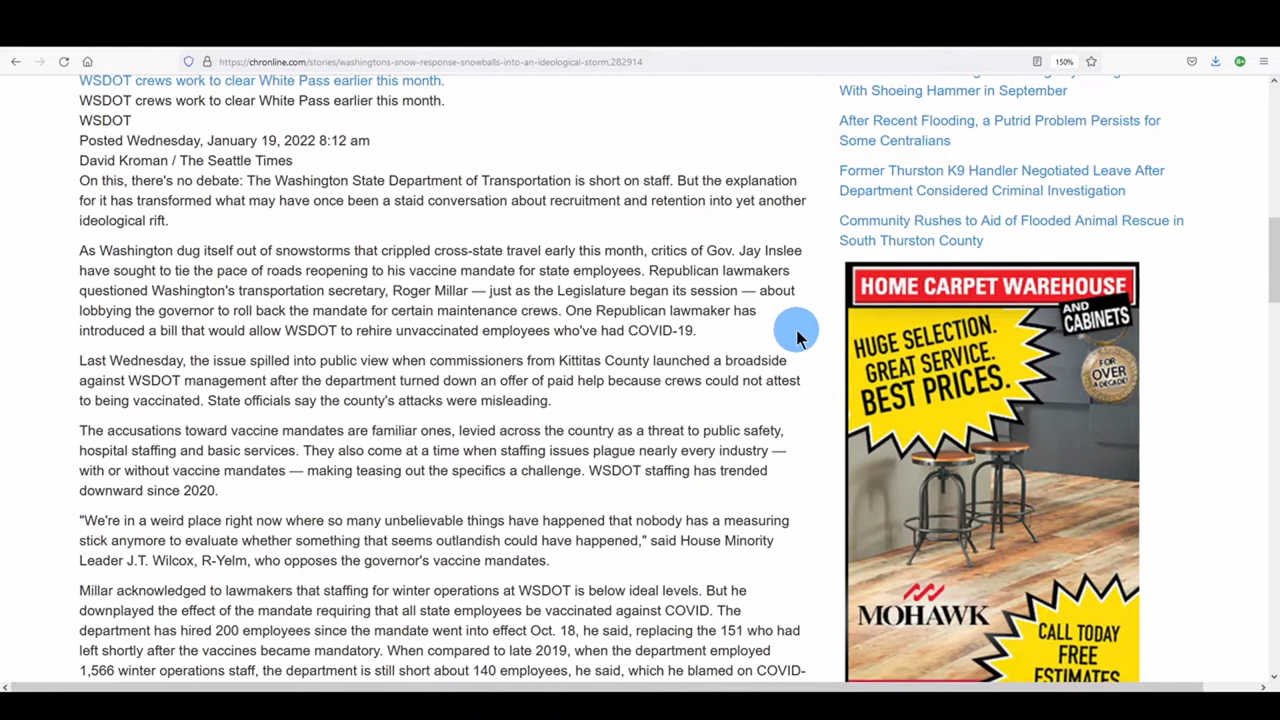 https://chronline.com/stories/washingtons-snow-response-snowballs-into-an-ideological-storm,282914
150%
WSDOT crews work to clear White Pass earlier this month.
WSDOT crews work to clear White Pass earlier this month.
WSDOT
Posted Wednesday, January 19, 2022 8:12 am
David Kroman / The Seattle Times
On this, there's no debate: The Washington State Department of Transportation is short on staff. But the explanation
for it has transformed what may have once been a staid conversation about recruitment and retention into yet another
ideological rift.
As Washington dug itself out of snowstorms that crippled cross-state travel early this month, critics of Gov. Jay Inslee
have sought to tie the pace of roads reopening to his vaccine mandate for state employees. Republican lawmakers
questioned Washington's transportation secretary, Roger Millar — just as the Legislature began its session — about
lobbying the governor to roll back the mandate for certain maintenance crews. One Republican lawmaker has
introduced a bill that would allow WSDOT to rehire unvaccinated employees who've had COVID-19.
Last Wednesday, the issue spilled into public view when commissioners from Kittitas County launched a broadside
against WSDOT management after the department turned down an offer of paid help because crews could not attest
to being vaccinated. State officials say the county's attacks were misleading.
The accusations toward vaccine mandates are familiar ones, levied across the country as a threat to public safety,
hospital staffing and basic services. They also come at a time when staffing issues plague nearly every industry —
with or without vaccine mandates — making teasing out the specifics a challenge. WSDOT staffing has trended
downward since 2020.
"We're in a weird place right now where so many unbelievable things have happened that nobody has a measuring
stick anymore to evaluate whether something that seems outlandish could have happened," said House Minority
Leader J.T. Wilcox, R-Yelm, who opposes the governor's vaccine mandates.
Millar acknowledged to lawmakers that staffing for winter operations at WSDOT is below ideal levels. But he
downplayed the effect of the mandate requiring that all state employees be vaccinated against COVID. The
department has hired 200 employees since the mandate went into effect Oct. 18, he said, replacing the 151 who had
left shortly after the vaccines became mandatory. When compared to late 2019, when the department employed
1,566 winter operations staff, the department is still short about 140 employees, he said, which he blamed on COVID-
With Shoeing Hammer in September
After Recent Flooding, a Putrid Problem Persists for
Some Centralians
Former Thurston K9 Handler Negotiated Leave After
Department Considered Criminal Investigation
Community Rushes to Aid of Flooded Animal Rescue in
South Thurston County
HOME CARPET WAREHOUSE
AND
CABINETS
HUGE SELECTION.
GREAT SERVICE.
BEST PRICES.
FOR
OVER
A DECADE!
MOHAWK
CALL TODAY
FREE
ESTIMATES